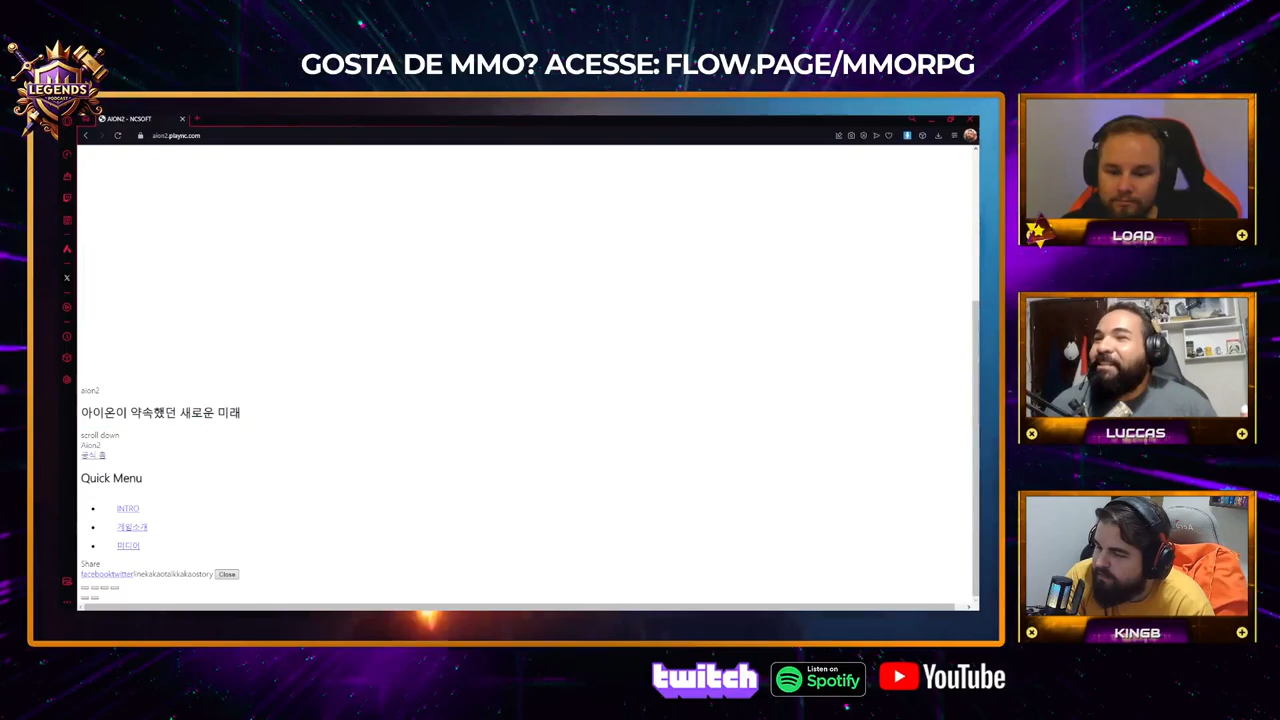 GOSTA DE MMO? ACESSE: FLOW.PAGE/MMORPG
LEGENDS
PODCAST
AION2 - NCSOFT
aion2.plaync.com
aion2
아이온이 약속했던 새로운 미래
scroll down
Aion2
공식 홈
Quick Menu
INTRO
게임소개
미디어
Share
facebooktwitterlinekakaotalkkakaostory Close
LOAD
LUCCAS
KINGB
twitch
Listen on
Spotify
YouTube